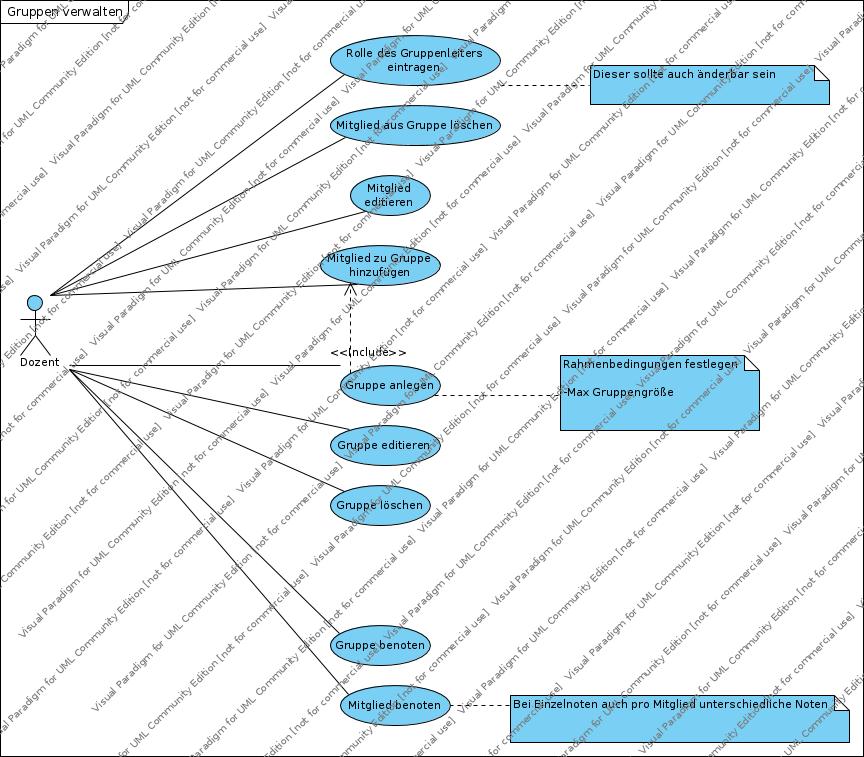 Gruppen verwalten
Rolle des Gruppenleiters
eintragen
Dieser sollte auch änderbar sein
Mitglied aus Gruppe löschen
Mitglied
editieren
Mitglied zu Gruppe
hinzufügen
Dozent
<<Include>>
Gruppe anlegen
Rahmenbedingungen festlegen
-Max Gruppengröße
Gruppe editieren
Gruppe löschen
Gruppe benoten
Mitglied benoten
Bei Einzelnoten auch pro Mitglied unterschiedliche Noten
Visual Paradigm for UML Community Edition [not for commercial use]